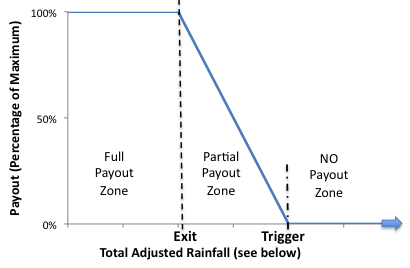 Payout (Percentage of Maximum)
100%
50%
0%
Full
Payout
Zone
Partial
Payout
Zone
NO
Payout
Zone
Exit
Trigger
Total Adjusted Rainfall (see below)